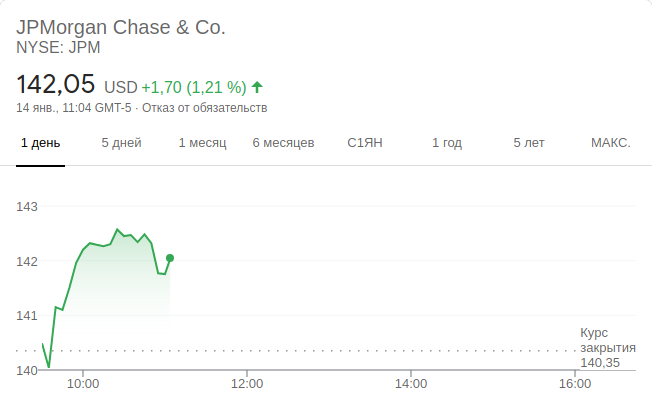 JPMorgan Chase & Co.
NYSE: JPM
142,05 USD +1,70 (1,21 %)
14 янв., 11:04 GMT-5 · Отказ от обязательств
1 день 5 дней 1 месяц 6 месяцев С1ЯН 1 год 5 лет МАКС.
143
142
141
Курс
закрытия
140,35
140
10:00 12:00 14:00 16:00